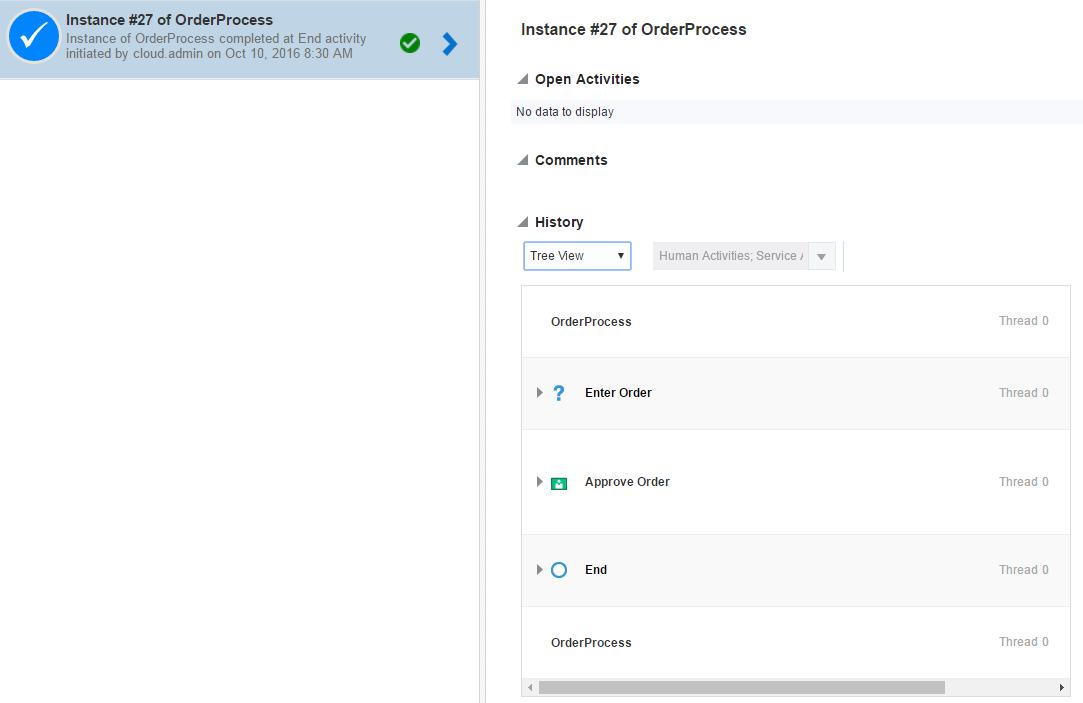 Instance #27 of OrderProcess
Instance of OrderProcess completed at End activity
initiated by cloud.admin on Oct 10, 2016 8:30 AM
Instance #27 of OrderProcess
Open Activities
No data to display
Comments
History
Tree View
Human Activities; Service
OrderProcess Thread 0
? Enter Order Thread 0
Approve Order Thread 0
End Thread 0
OrderProcess Thread 0